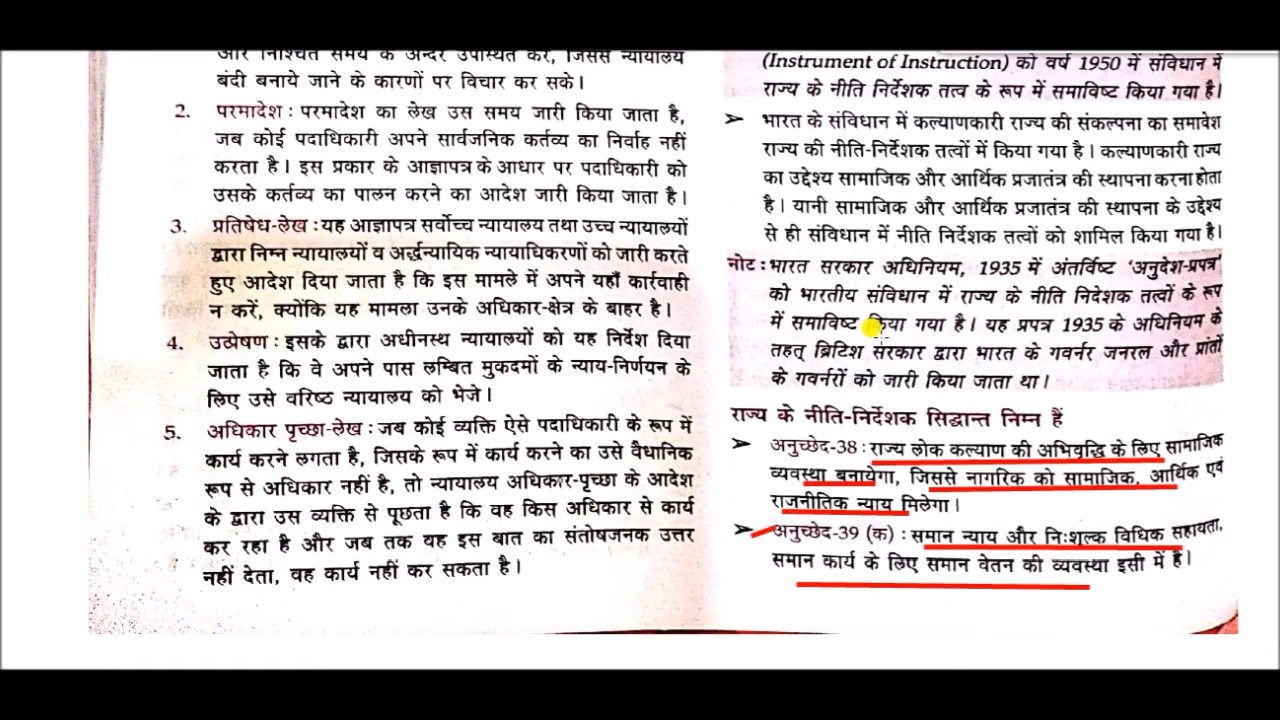 और निश्चित समय के अन्दर उपस्थित करें, जिससे न्यायालय
बंदी बनाये जाने के कारणों पर विचार कर सके।
2. परमादेश : परमादेश का लेख उस समय जारी किया जाता है,
जब कोई पदाधिकारी अपने सार्वजनिक कर्तव्य का निर्वाह नहीं
करता है। इस प्रकार के आज्ञापत्र के आधार पर पदाधिकारी को
उसके कर्तव्य का पालन करने का आदेश जारी किया जाता है।
3. प्रतिषेध-लेख : यह आज्ञापत्र सर्वोच्च न्यायालय तथा उच्च न्यायालयों
द्वारा निम्न न्यायालयों व अर्द्धन्यायिक न्यायाधिकरणों को जारी करते
हुए आदेश दिया जाता है कि इस मामले में अपने यहाँ कार्रवाही
न करें, क्योंकि यह मामला उनके अधिकार-क्षेत्र के बाहर है।
4. उत्प्रेषण : इसके द्वारा अधीनस्थ न्यायालयों को यह निर्देश दिया
जाता है कि वे अपने पास लम्बित मुकदमों के न्याय-निर्णयन के
लिए उसे वरिष्ठ न्यायालय को भेजे।
5. अधिकार पृच्छा-लेख : जब कोई व्यक्ति ऐसे पदाधिकारी के रूप में
कार्य करने लगता है, जिसके रूप में कार्य करने का उसे वैधानिक
रूप से अधिकार नहीं है, तो न्यायालय अधिकार-पृच्छा के आदेश
के द्वारा उस व्यक्ति से पूछता है कि वह किस अधिकार से कार्य
कर रहा है और जब तक वह इस बात का संतोषजनक उत्तर
नहीं देता, वह कार्य नहीं कर सकता है।
(Instrument of Instruction) को वर्ष 1950 में संविधान में
राज्य के नीति निर्देशक तत्व के रूप में समाविष्ट किया गया है।
➤ भारत के संविधान में कल्याणकारी राज्य की संकल्पना का समावेश
राज्य की नीति-निर्देशक तत्वों में किया गया है। कल्याणकारी राज्य
का उद्देश्य सामाजिक और आर्थिक प्रजातंत्र की स्थापना करना होता
है। यानी सामाजिक और आर्थिक प्रजातंत्र की स्थापना के उद्देश्य
से ही संविधान में नीति निर्देशक तत्वों को शामिल किया गया है।
नोट : भारत सरकार अधिनियम, 1935 में अंतर्विष्ट 'अनुदेश-प्रपत्र'
को भारतीय संविधान में राज्य के नीति निदेशक तत्वों के रूप
में समाविष्ट किया गया है। यह प्रपत्र 1935 के अधिनियम के
तहत् ब्रिटिश सरकार द्वारा भारत के गवर्नर जनरल और प्रांतों
के गवर्नरों को जारी किया जाता था।
राज्य के नीति-निर्देशक सिद्धान्त निम्न हैं
➤ अनुच्छेद-38 : राज्य लोक कल्याण की अभिवृद्धि के लिए सामाजिक
व्यवस्था बनायेगा, जिससे नागरिक को सामाजिक, आर्थिक एवं
राजनीतिक न्याय मिलेगा।
➤ अनुच्छेद-39 (क) : समान न्याय और निःशुल्क विधिक सहायता,
समान कार्य के लिए समान वेतन की व्यवस्था इसी में है।